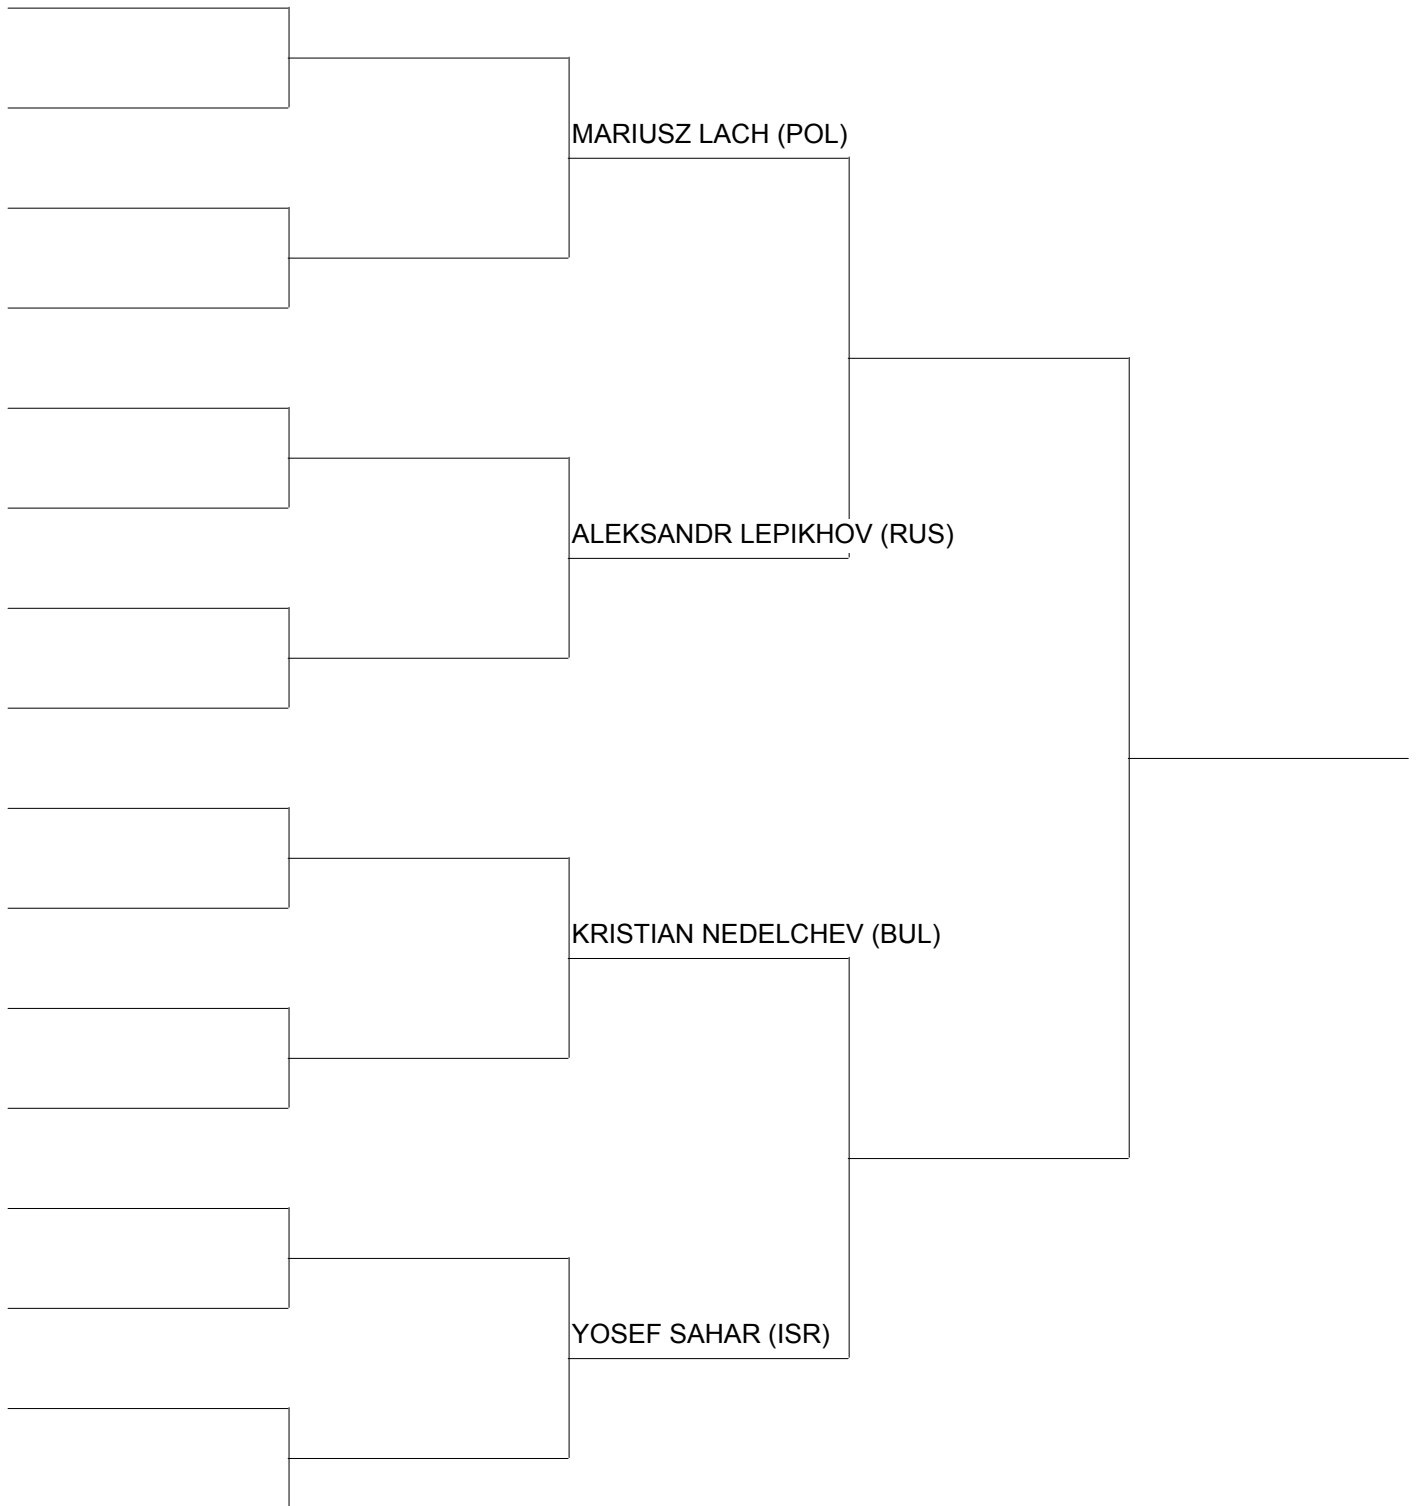 MARIUSZ LACH (POL)
ALEKSANDR LEPIKHOV (RUS)
KRISTIAN NEDELCHEV (BUL)
YOSEF SAHAR (ISR)